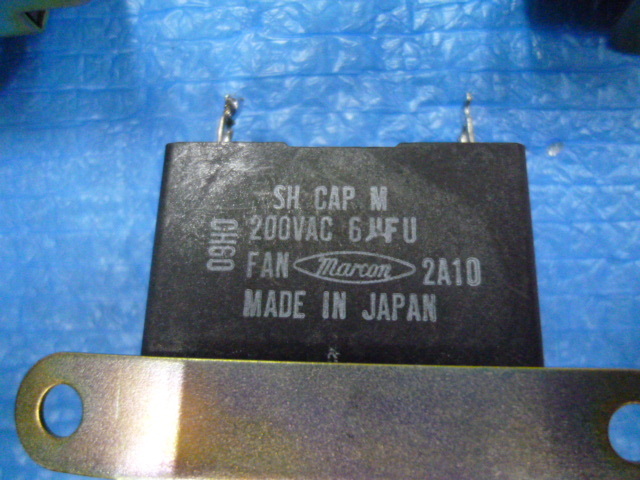 SH CAP M
200VAC 6μFU
CH60
FAN marcon 2A10
MADE IN JAPAN